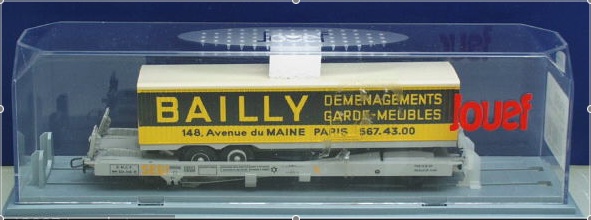 BAILLY
DEMENAGEMENTS
GARDE-MEUBLES
148, Avenue du MAINE PARIS 567.43.00
Jouef